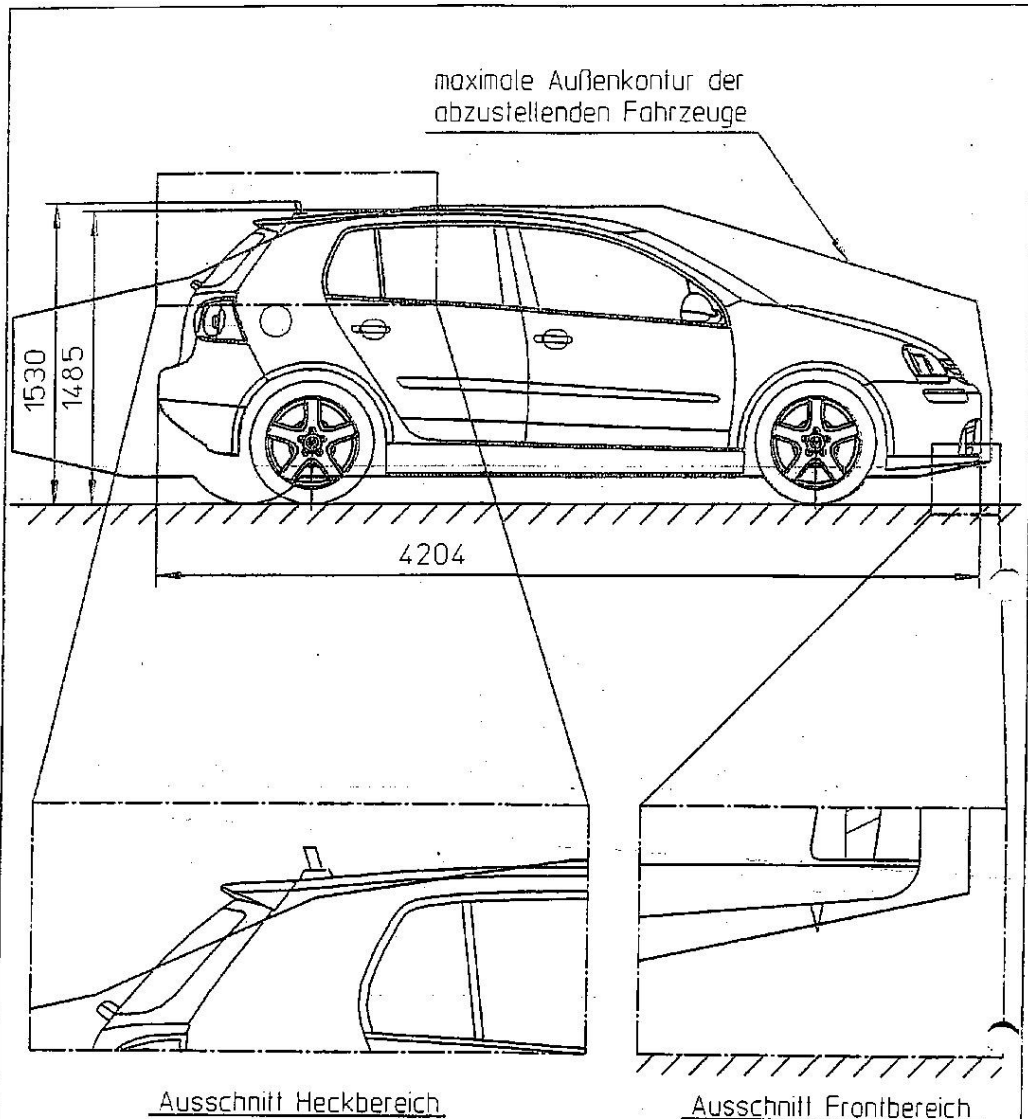 maximale Außenkontur der
abzustellenden Fahrzeuge
1530
1485
4204
Ausschnitt Heckbereich
Ausschnitt Frontbereich